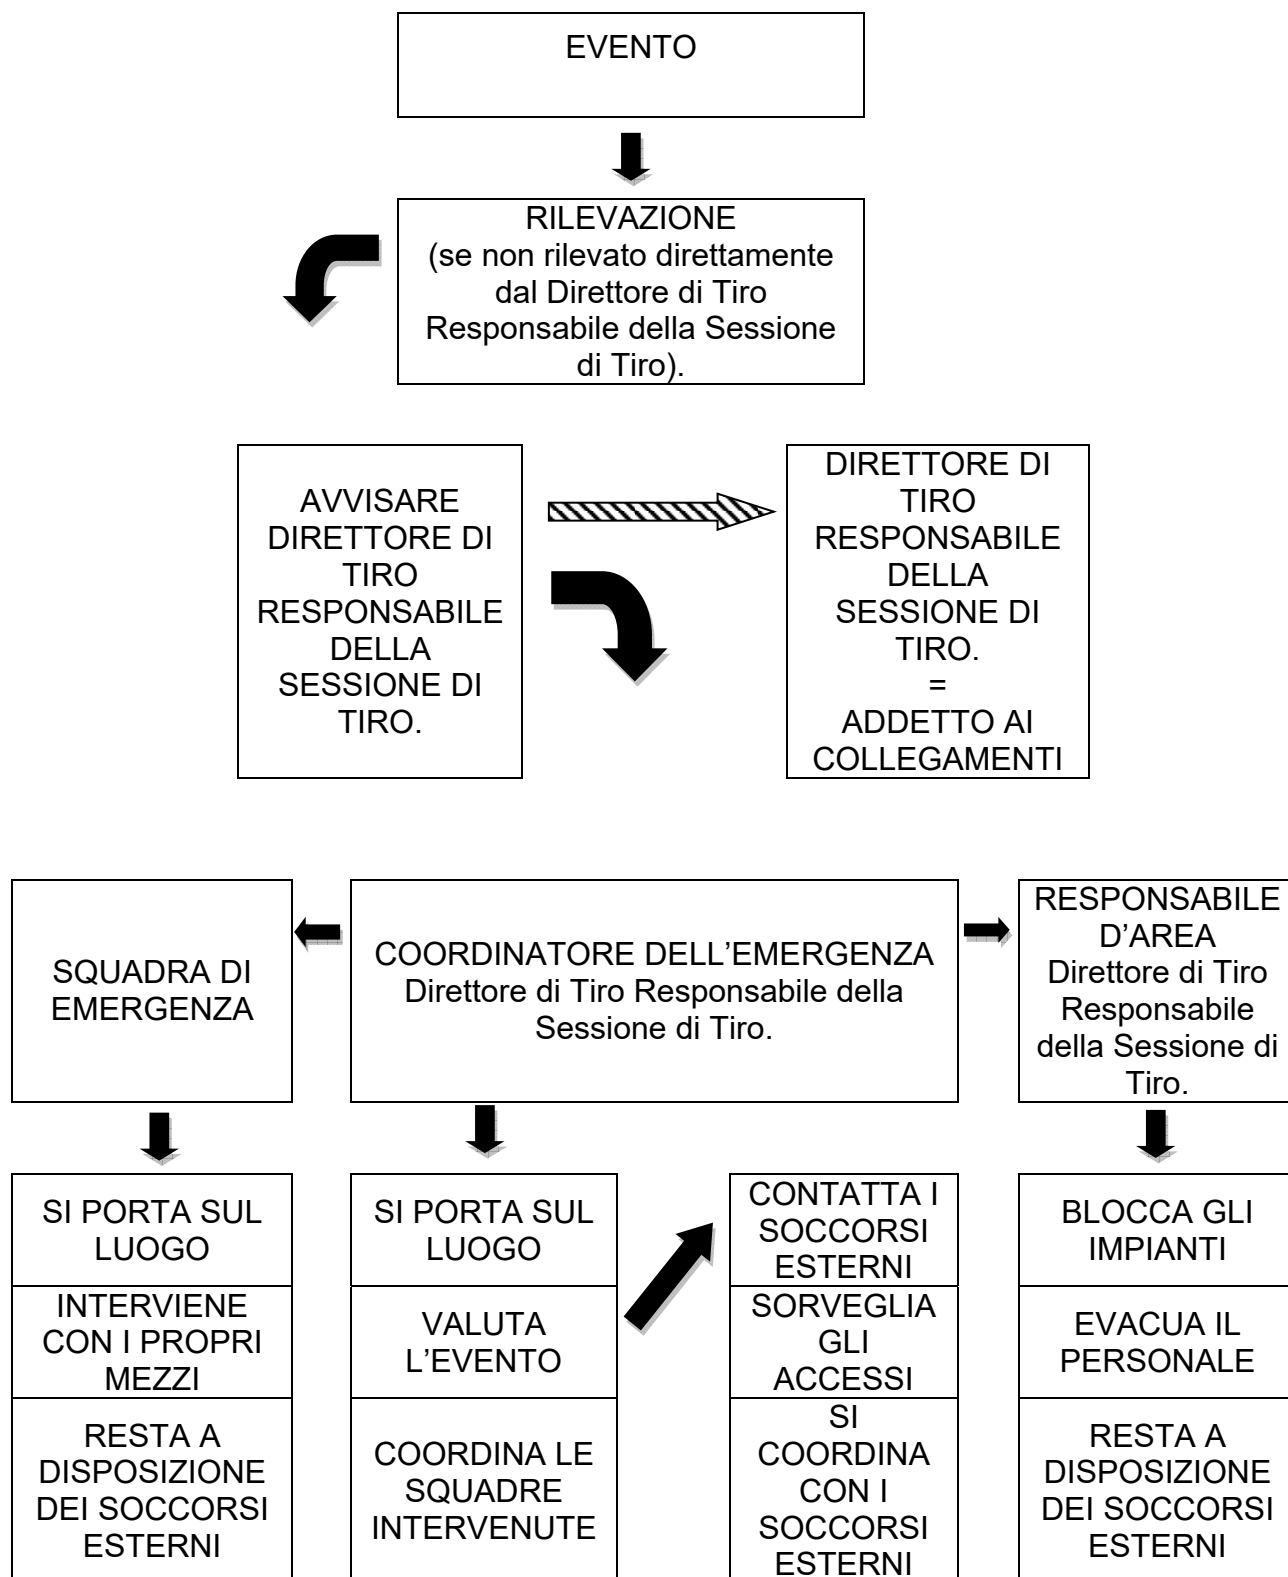 EVENTO
RILEVAZIONE
(se non rilevato direttamente
dal Direttore di Tiro
Responsabile della Sessione
di Tiro).
AVVISARE
DIRETTORE DI
TIRO
RESPONSABILE
DELLA
SESSIONE DI
TIRO.
DIRETTORE DI
TIRO
RESPONSABILE
DELLA
SESSIONE DI
TIRO.
=
ADDETTO AI
COLLEGAMENTI
SQUADRA DI
EMERGENZA
COORDINATORE DELL'EMERGENZA
Direttore di Tiro Responsabile della
Sessione di Tiro.
RESPONSABILE
D'AREA
Direttore di Tiro
Responsabile
della Sessione di
Tiro.
SI PORTA SUL
LUOGO
INTERVIENE
CON I PROPRI
MEZZI
RESTA A
DISPOSIZIONE
DEI SOCCORSI
ESTERNI
SI PORTA SUL
LUOGO
VALUTA
L'EVENTO
COORDINA LE
SQUADRE
INTERVENUTE
CONTATTA I
SOCCORSI
ESTERNI
SORVEGLIA
GLI
ACCESSI
SI
COORDINA
CON I
SOCCORSI
ESTERNI
BLOCCA GLI
IMPIANTI
EVACUA IL
PERSONALE
RESTA A
DISPOSIZIONE
DEI SOCCORSI
ESTERNI